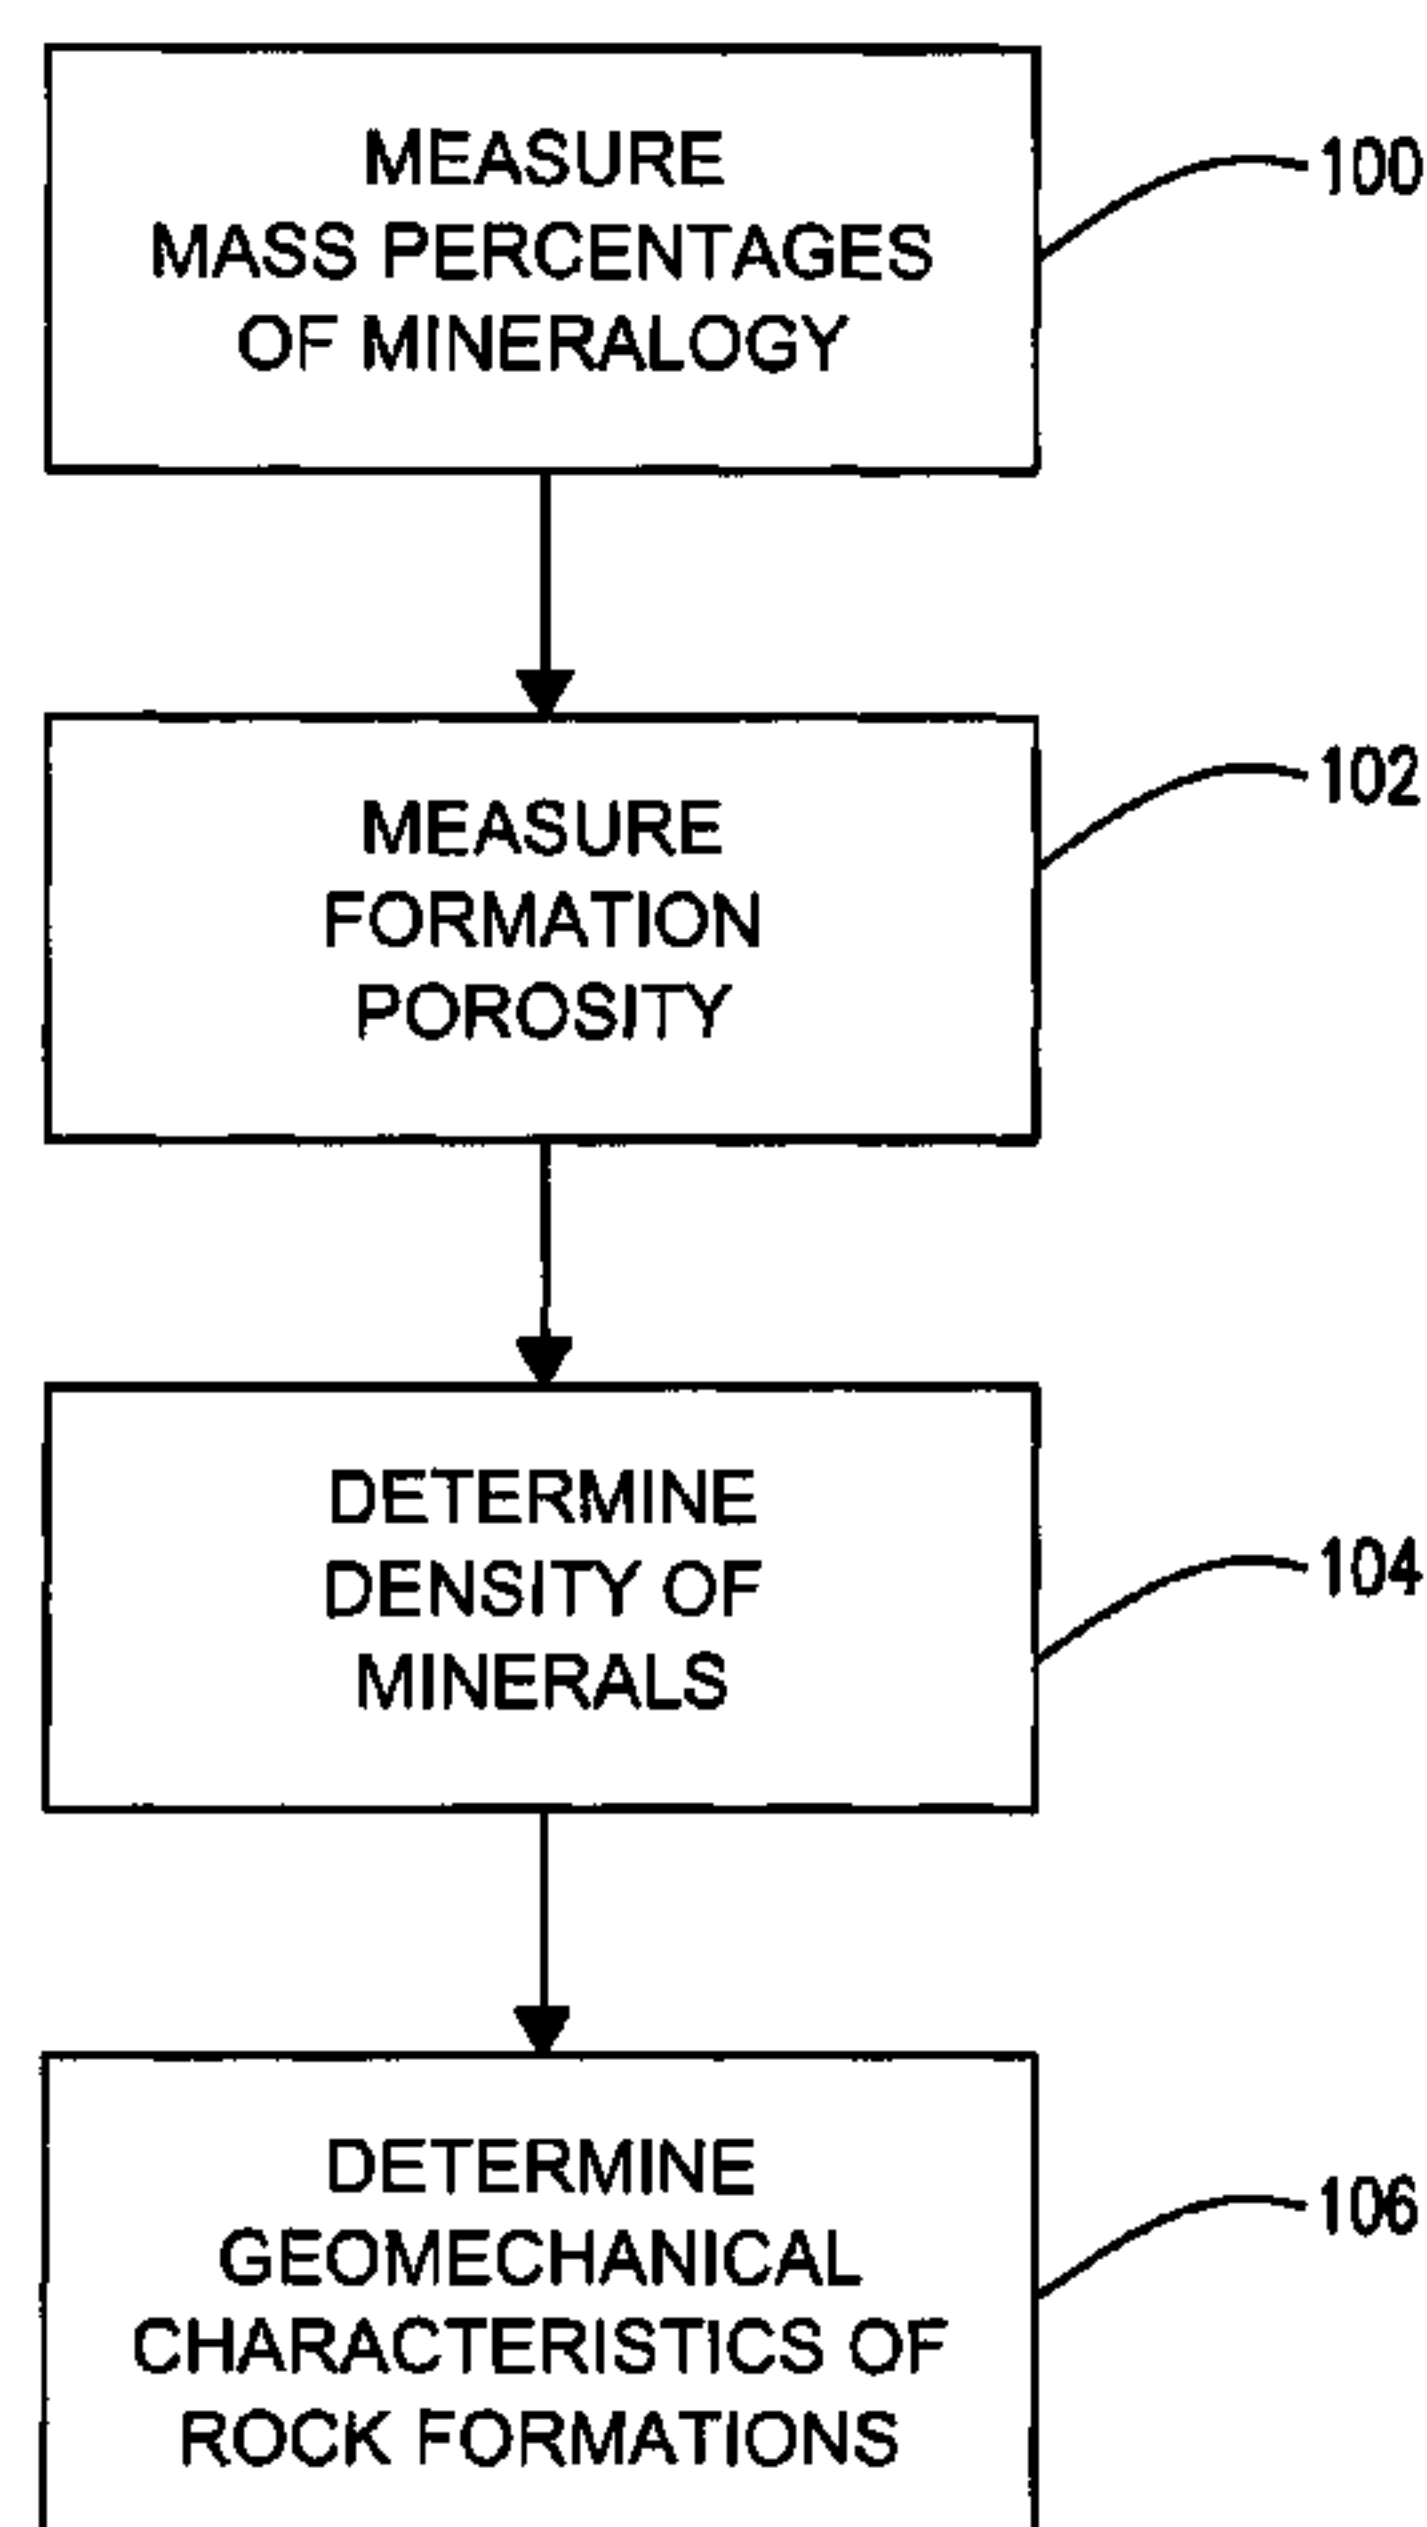 MEASURE
MASS PERCENTAGES
OF MINERALOGY
100
MEASURE
FORMATION
POROSITY
102
DETERMINE
DENSITY OF
MINERALS
104
DETERMINE
GEOMECHANICAL
CHARACTERISTICS OF
ROCK FORMATIONS
106